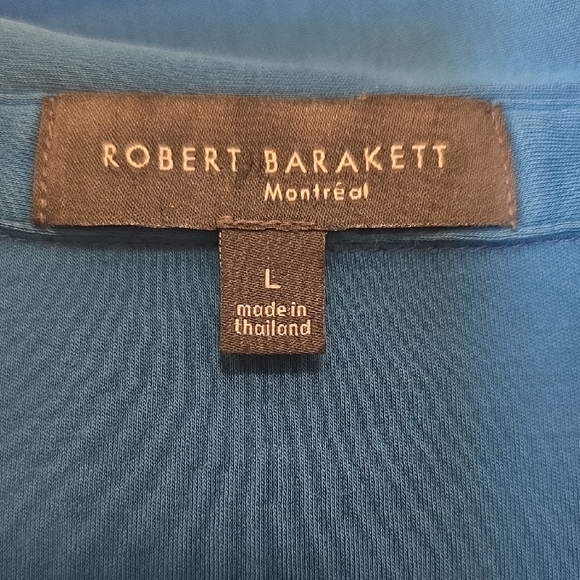 ROBERT BARAKETT
Montréal
L
made in
thailand